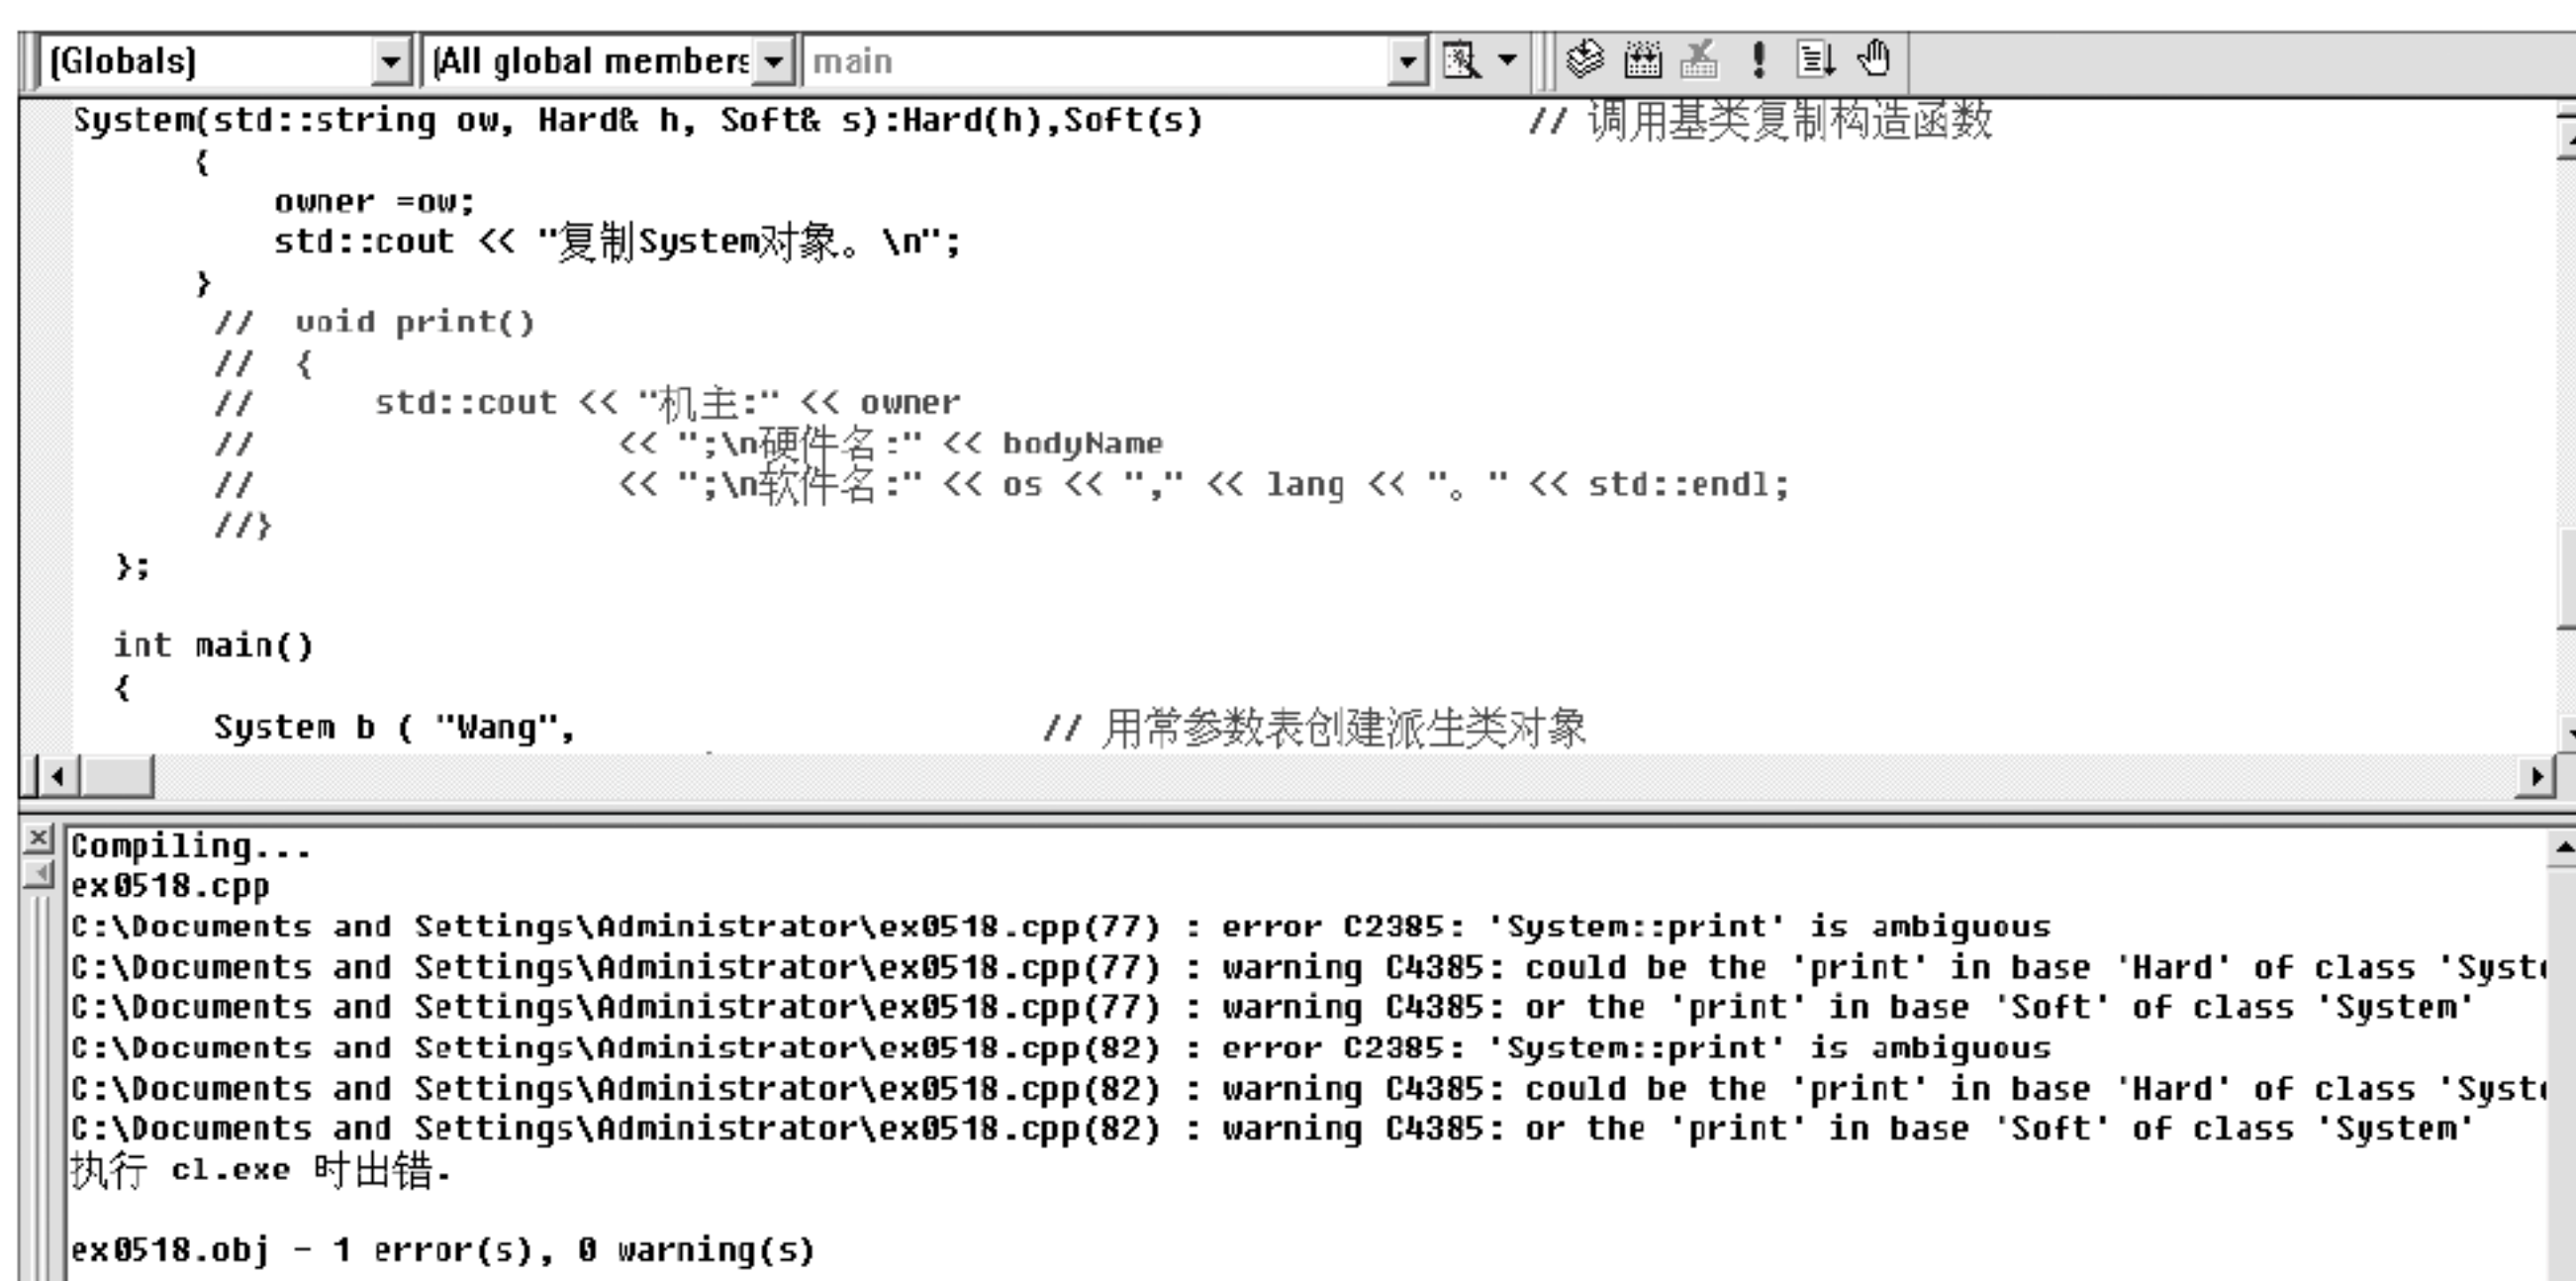 (Globals) (All global members main
System(std::string ow, Hard& h, Soft& s):Hard(h),Soft(s) // 调用基类复制构造函数
{
owner =ow;
std::cout << "复制System对象。\n";
}
// void print()
// {
// std::cout << "机主:" << owner
// << ";\n硬件名:" << bodyName
// << ";\n软件名:" << os << "," << lang << "。" << std::endl;
//}
};
int main()
{
System b ( "Wang", // 用常参数表创建派生类对象
Compiling...
ex0518.cpp
C:\Documents and Settings\Administrator\ex0518.cpp(77) : error C2385: 'System::print' is ambiguous
C:\Documents and Settings\Administrator\ex0518.cpp(77) : warning C4385: could be the 'print' in base 'Hard' of class 'Syst
C:\Documents and Settings\Administrator\ex0518.cpp(77) : warning C4385: or the 'print' in base 'Soft' of class 'System'
C:\Documents and Settings\Administrator\ex0518.cpp(82) : error C2385: 'System::print' is ambiguous
C:\Documents and Settings\Administrator\ex0518.cpp(82) : warning C4385: could be the 'print' in base 'Hard' of class 'Syst
C:\Documents and Settings\Administrator\ex0518.cpp(82) : warning C4385: or the 'print' in base 'Soft' of class 'System'
执行 cl.exe 时出错.
ex0518.obj - 1 error(s), 0 warning(s)